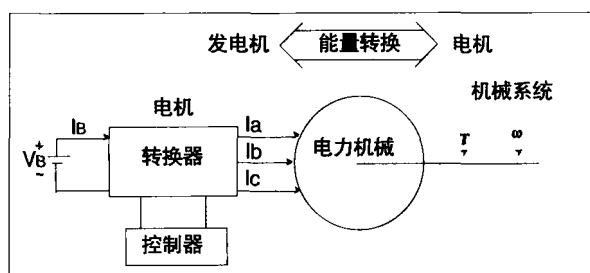 发电机 能量转换 电机
机械系统
电机
IB
Ia
T ω
VB
+
~
转换器
Ib
电力机械
Ic
控制器